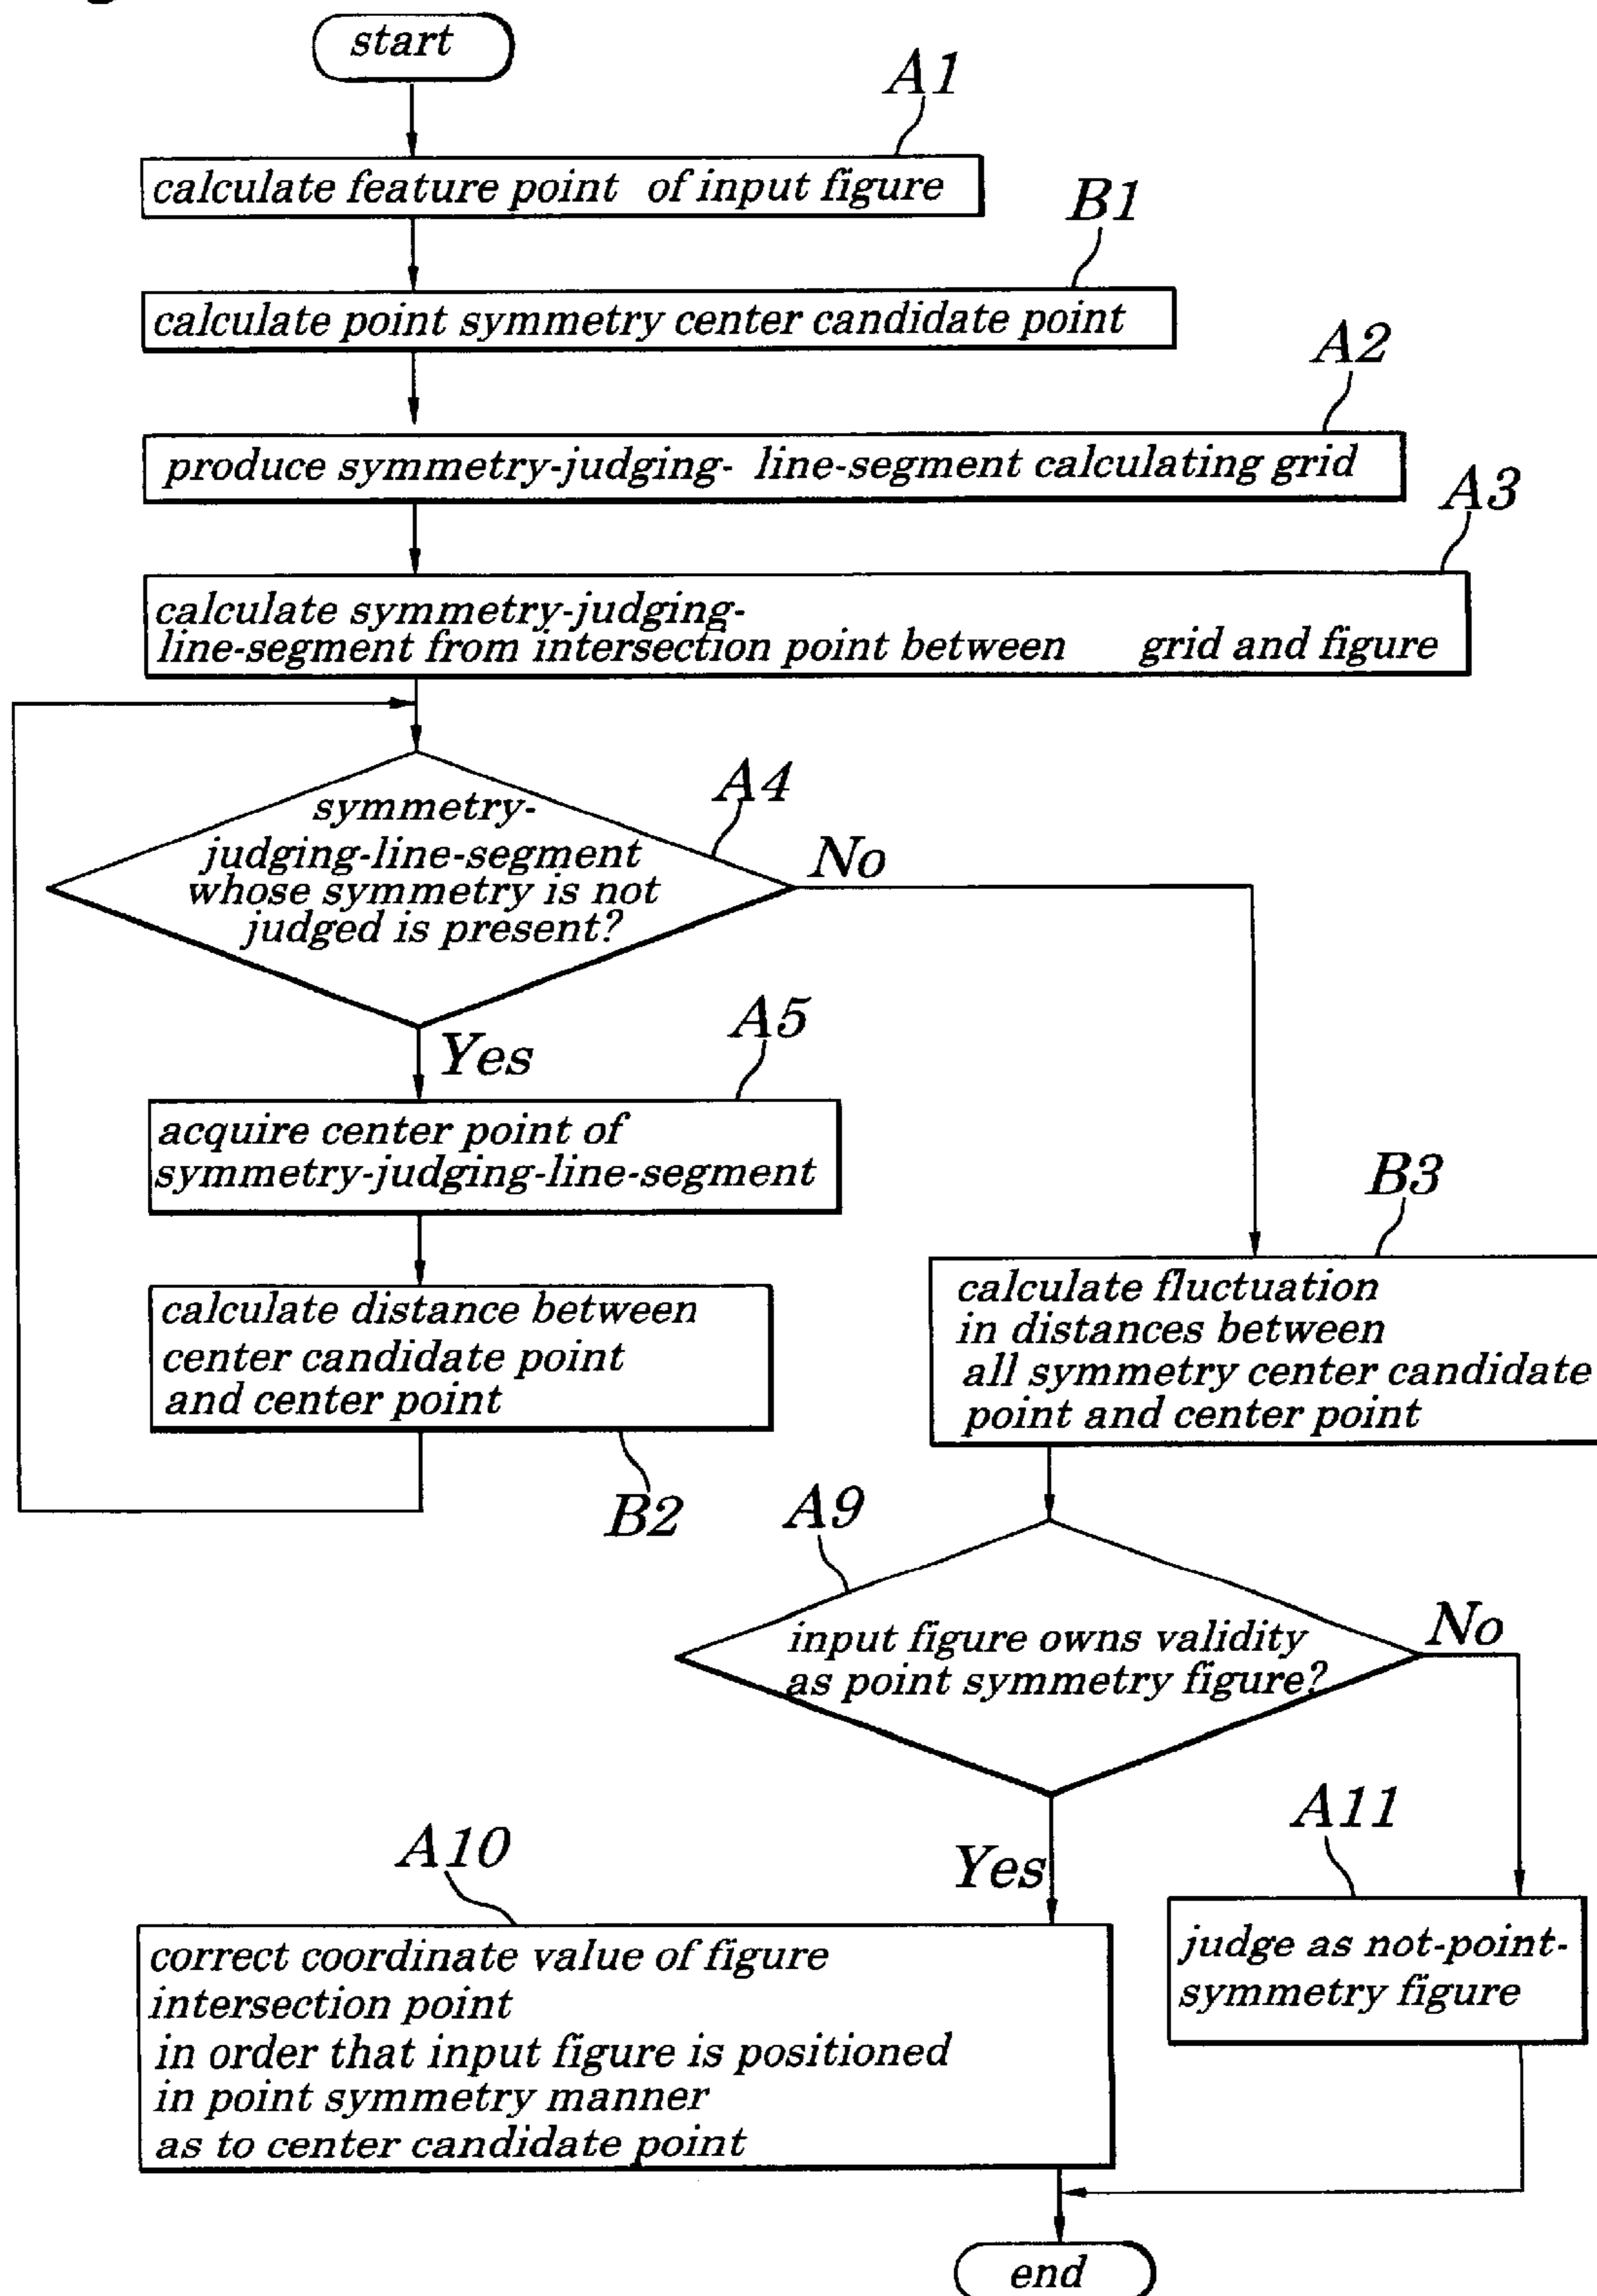 start
A1
calculate feature point of input figure
B1
calculate point symmetry center candidate point
A2
produce symmetry-judging- line-segment calculating grid
A3
calculate symmetry-judging-
line-segment from intersection point between grid and figure
A4
symmetry-
judging-line-segment
whose symmetry is not
judged is present?
No
Yes
A5
acquire center point of
symmetry-judging-line-segment
calculate distance between
center candidate point
and center point
B2
B3
calculate fluctuation
in distances between
all symmetry center candidate
point and center point
A9
input figure owns validity
as point symmetry figure?
No
Yes
A10
correct coordinate value of figure
intersection point
in order that input figure is positioned
in point symmetry manner
as to center candidate point
A11
judge as not-point-
symmetry figure
end